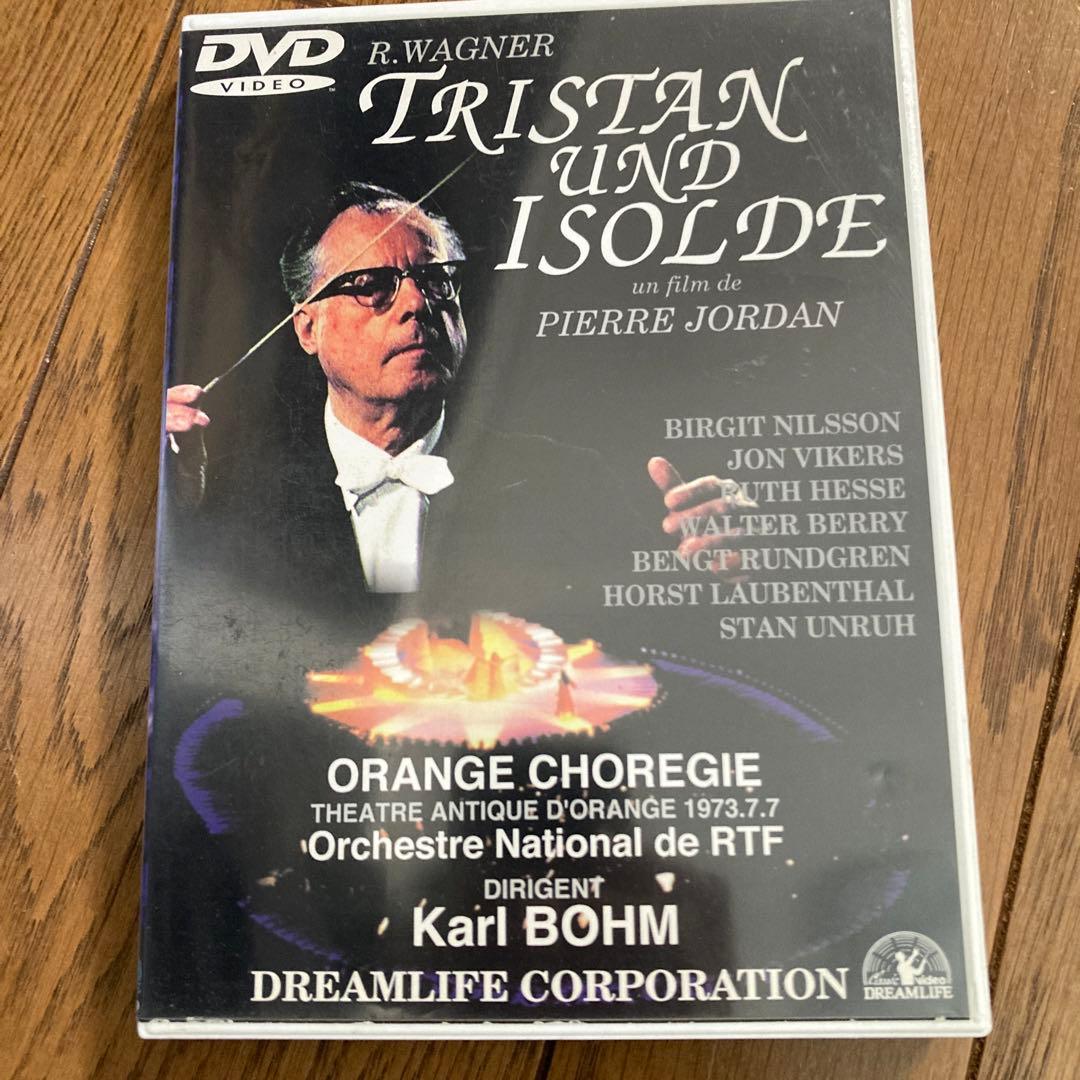 DVD
VIDEO
R.WAGNER
TRISTAN
UND
ISOLDE
un film de
PIERRE JORDAN
BIRGIT NILSSON
JON VIKERS
RUTH HESSE
WALTER BERRY
BENGT RUNDGREN
HORST LAUBENTHAL
STAN UNRUH
ORANGE CHOREGIE
THEATRE ANTIQUE D'ORANGE 1973.7.7
Orchestre National de RTF
DIRIGENT
Karl BOHM
DREAMLIFE CORPORATION
Classic video
DREAMLIFE